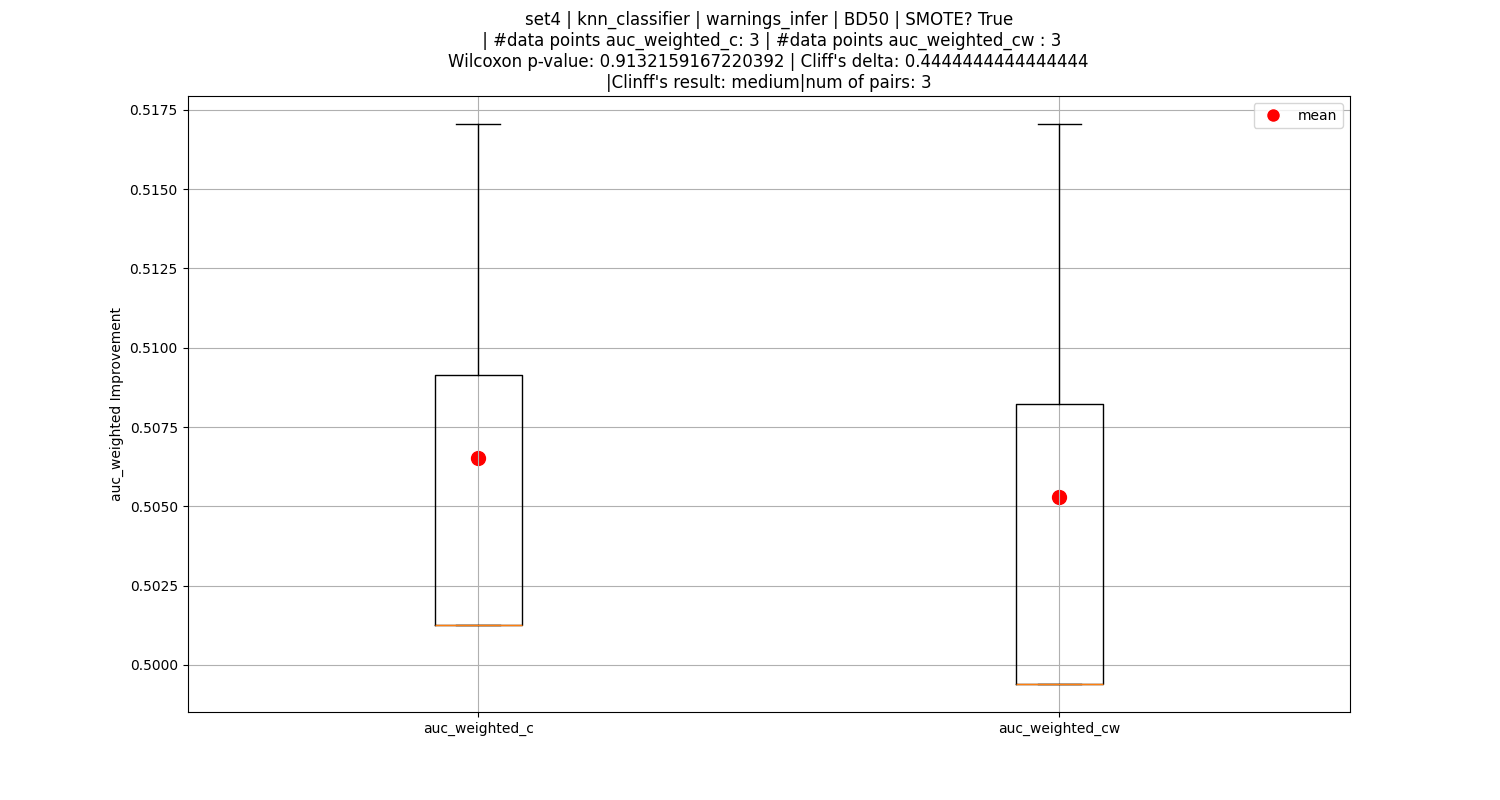 set4 | knn_classifier | warnings_infer | BD50 | SMOTE? True
| #data points auc_weighted_c: 3 | #data points auc_weighted_cw : 3
Wilcoxon p-value: 0.9132159167220392 | Cliff's delta: 0.4444444444444444
|Clinff's result: medium|num of pairs: 3
mean
0.5175
0.5150
0.5125
0.5100
0.5075
0.5050
0.5025
0.5000
auc_weighted Improvement
auc_weighted_c
auc_weighted_cw